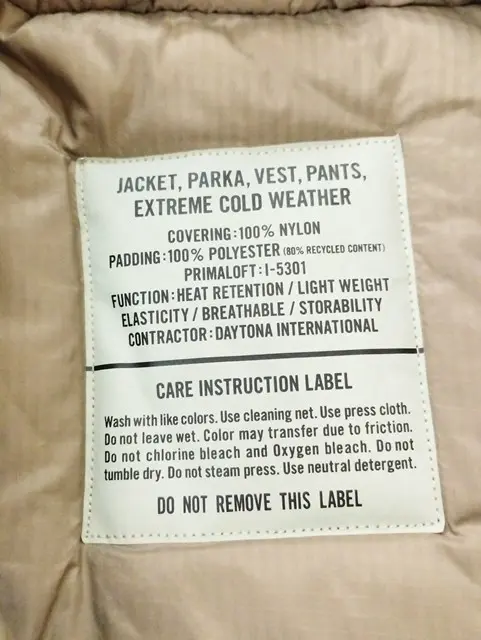 JACKET, PARKA, VEST, PANTS,
EXTREME COLD WEATHER
COVERING:100% NYLON
PADDING:100% POLYESTER (80% RECYCLED CONTENT)
PRIMALOFT:I-5301
FUNCTION:HEAT RETENTION / LIGHT WEIGHT
ELASTICITY / BREATHABLE / STORABILITY
CONTRACTOR:DAYTONA INTERNATIONAL
CARE INSTRUCTION LABEL
Wash with like colors. Use cleaning net. Use press cloth.
Do not leave wet. Color may transfer due to friction.
Do not chlorine bleach and Oxygen bleach. Do not
tumble dry. Do not steam press. Use neutral detergent.
DO NOT REMOVE THIS LABEL